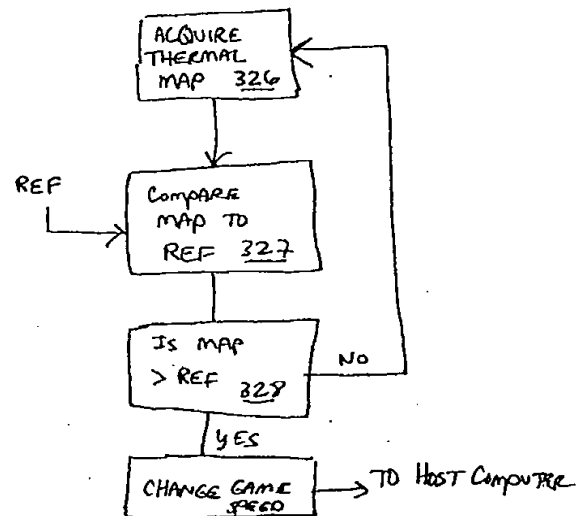 ACQUIRE
THERMAL
MAP 326
REF
COMPARE
MAP TO
REF 327
IS MAP
> REF 328
NO
YES
CHANGE GAME
SPEED
TO HOST COMPUTER